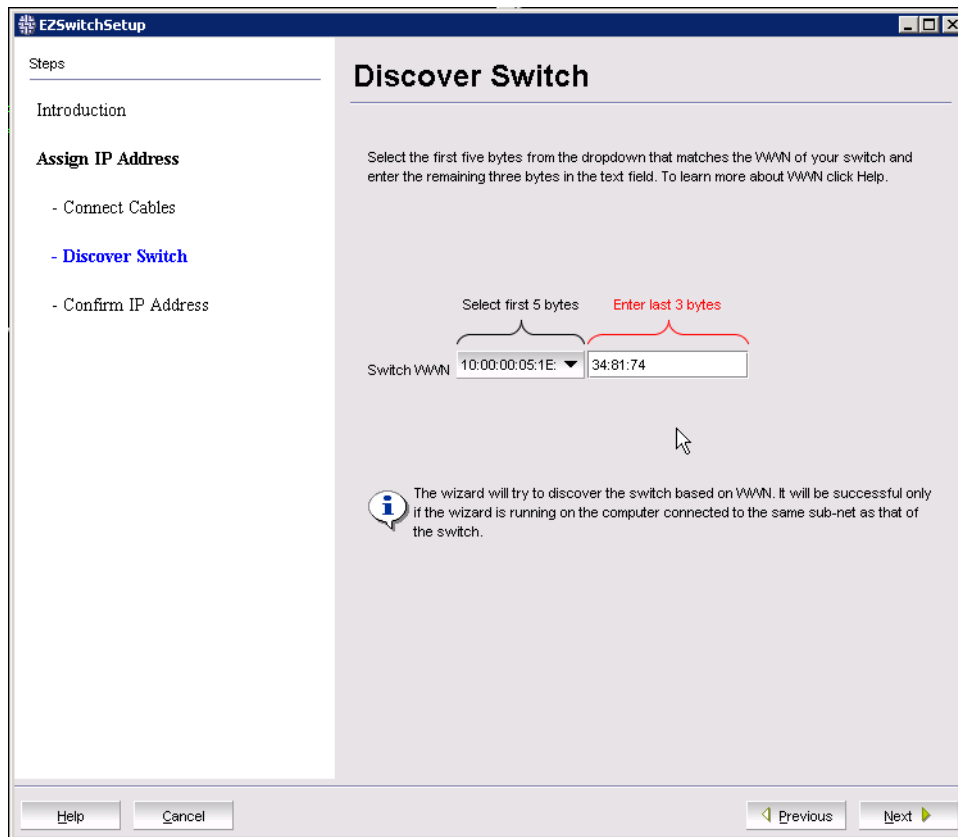 EZSwitchSetup
Steps
Introduction
Assign IP Address
- Connect Cables
- Discover Switch
- Confirm IP Address
Discover Switch
Select the first five bytes from the dropdown that matches the WWN of your switch and
enter the remaining three bytes in the text field. To learn more about WWN click Help.
Select first 5 bytes Enter last 3 bytes
Switch WWN 10:00:00:05:1E: 34:81:74
The wizard will try to discover the switch based on WWN. It will be successful only
if the wizard is running on the computer connected to the same sub-net as that of
the switch.
Help Cancel Previous Next